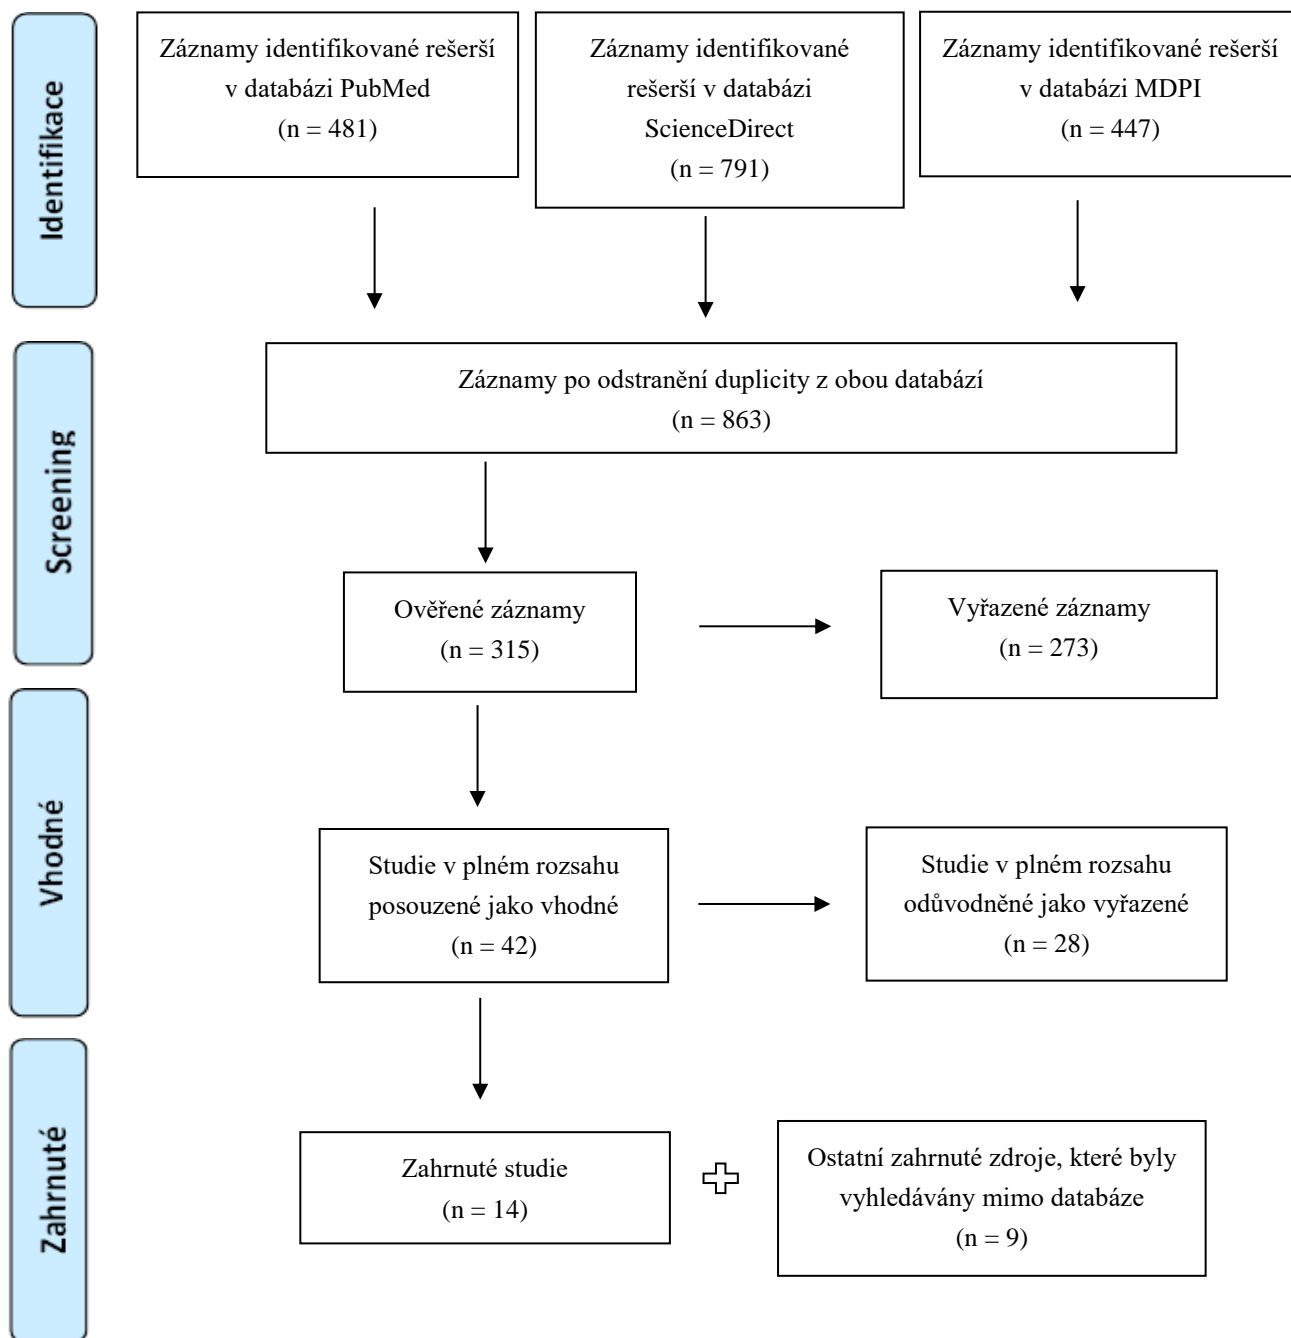 Identifikace
Záznamy identifikované rešerší
v databázi PubMed
(n = 481)
Záznamy identifikované
rešerší v databázi
ScienceDirect
(n = 791)
Záznamy identifikované rešerší
v databázi MDPI
(n = 447)
Screening
Záznamy po odstranění duplicity z obou databází
(n = 863)
Ověřené záznamy
(n = 315)
Vyřazené záznamy
(n = 273)
Vhodné
Studie v plném rozsahu
posouzené jako vhodné
(n = 42)
Studie v plném rozsahu
odůvodněné jako vyřazené
(n = 28)
Zahrnuté
Zahrnuté studie
(n = 14)
Ostatní zahrnuté zdroje, které byly
vyhledávány mimo databáze
(n = 9)